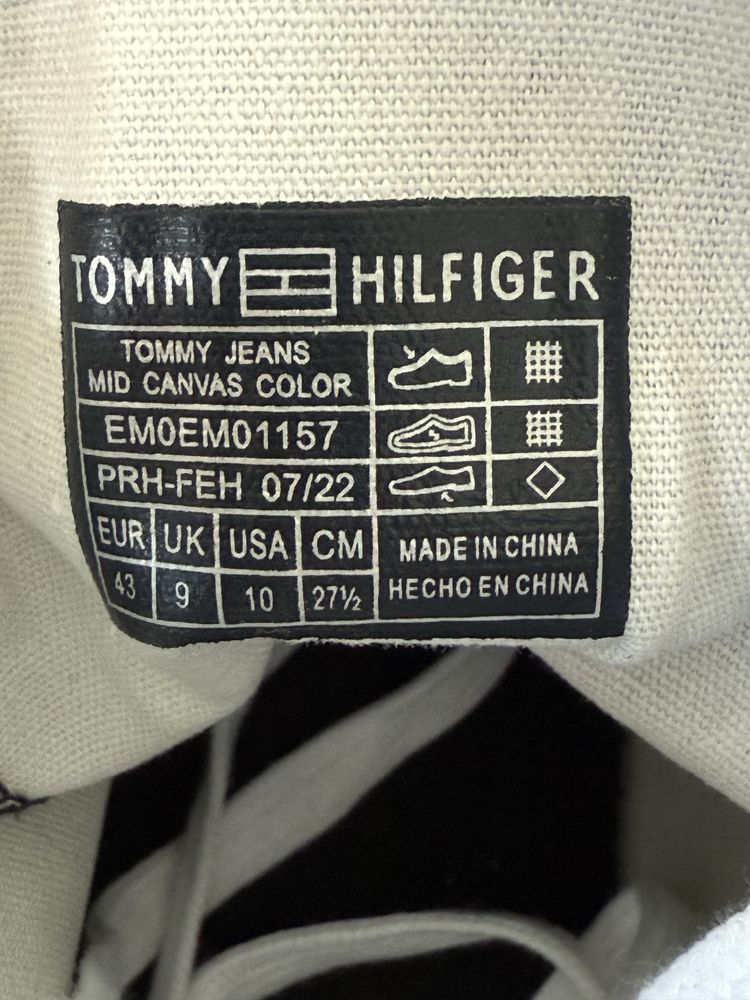 TOMMY HILFIGER
TOMMY JEANS
MID CANVAS COLOR
EM0EM01157
PRH-FEH 07/22
EUR UK USA CM
43 9 10 27½
MADE IN CHINA
HECHO EN CHINA